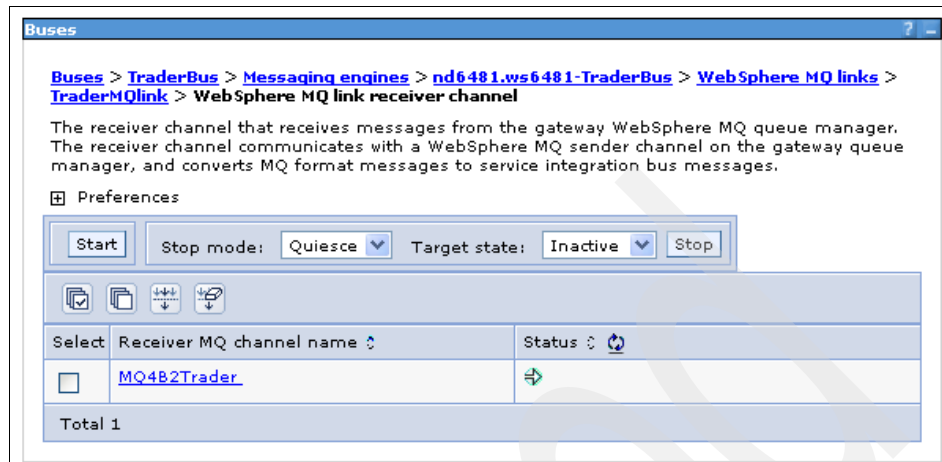 Buses ? –
Buses > TraderBus > Messaging engines > nd6481.ws6481-TraderBus > WebSphere MQ links >
TraderMQlink > WebSphere MQ link receiver channel
The receiver channel that receives messages from the gateway WebSphere MQ queue manager.
The receiver channel communicates with a WebSphere MQ sender channel on the gateway queue
manager, and converts MQ format messages to service integration bus messages.
Preferences
Start Stop mode: Quiesce Target state: Inactive Stop
Select Receiver MQ channel name Status
MQ4B2Trader
Total 1